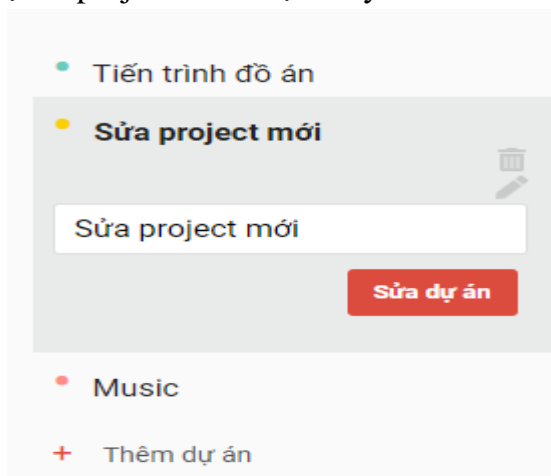 Tiến trình đồ án
Sửa project mới
Sửa project mới
Sửa dự án
Music
+ Thêm dự án